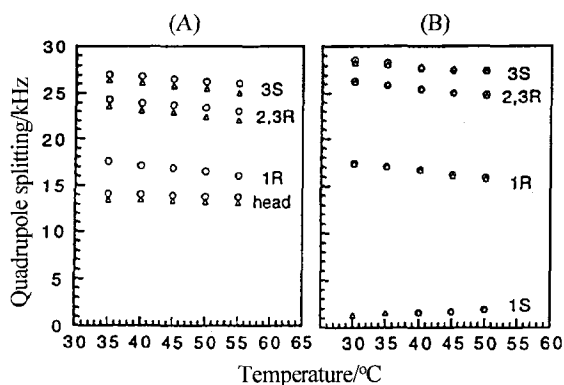 (A)
(B)
Quadrupole splitting/kHz
30
25
20
15
10
5
0
3S
2,3R
1R
head
3S
2,3R
1R
1S
30 35 40 45 50 55 60 65
30 35 40 45 50 55 60
Temperature/°C